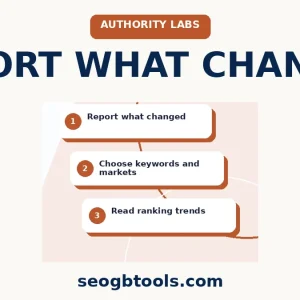 AUTHORITY LABS
ORT WHAT CHAN
1 Report what changed
2 Choose keywords and
markets
3 Read ranking trends
seogbtools.com